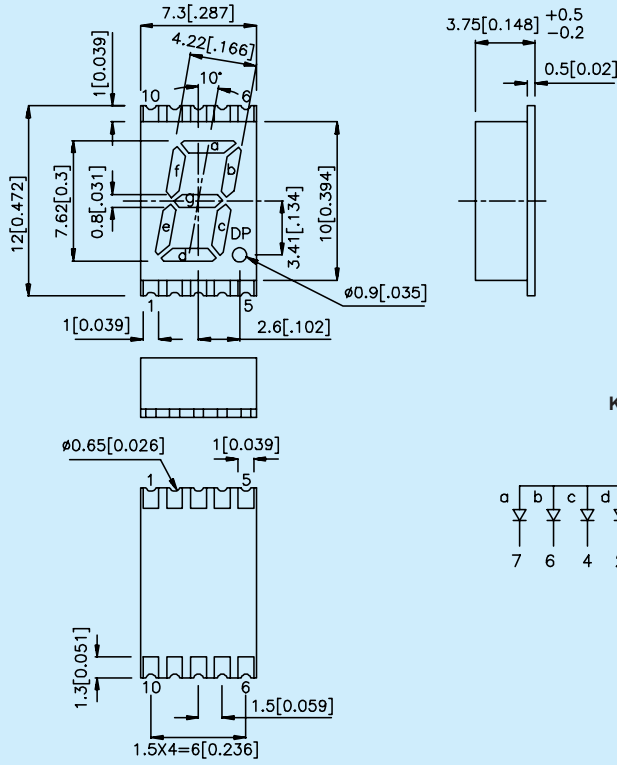 7.3[.287]
4.22[.166]
10°
1[0.039]
10
6
a
f
b
g
e
c
d
DP
12[0.472]
7.62[0.3]
0.8[.031]
3.41[.134]
10[0.394]
ø0.9[.035]
1
5
1[0.039]
2.6[.102]
3.75[0.148] +0.5
-0.2
0.5[0.02]
K
ø0.65[0.026]
1[0.039]
1
5
a b c d
7 6 4
1.3[0.051]
10
6
1.5[0.059]
1.5X4=6[0.236]